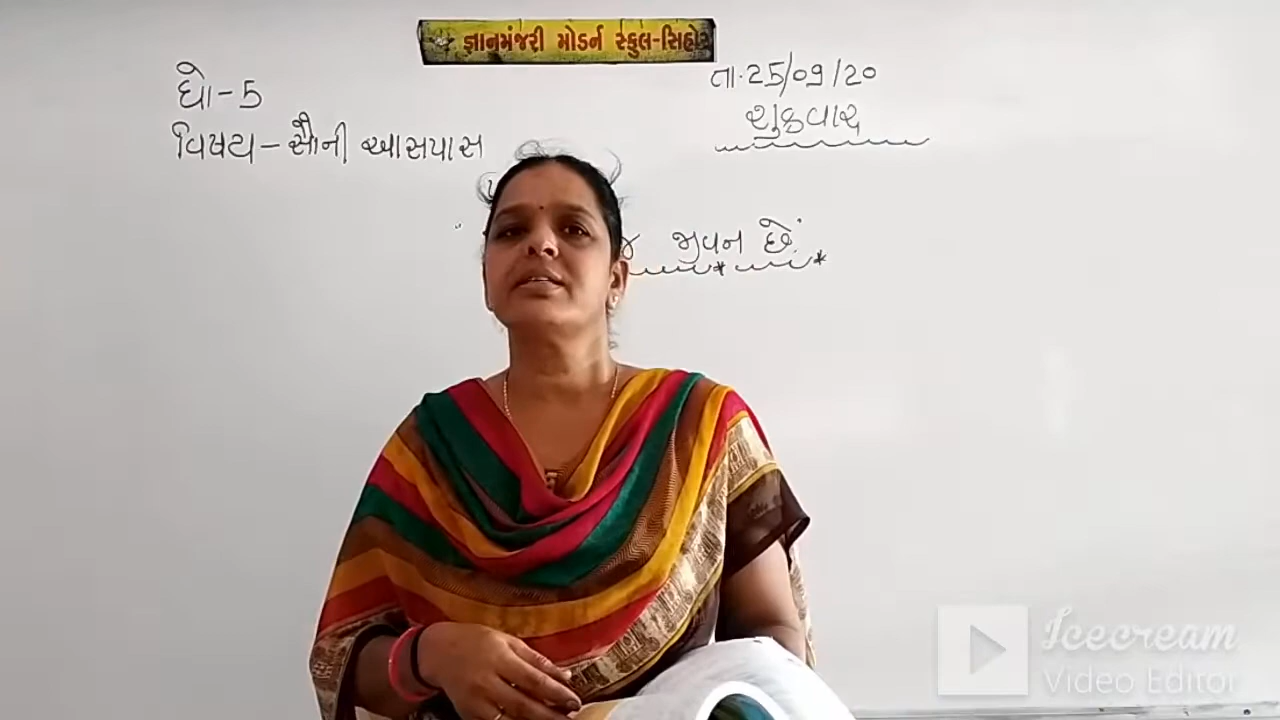 જ્ઞાનમંજરી મોડર્ન સ્કુલ-સિહોર
તા.25/09/20
શુક્રવાર
ધો-5
વિષય-સૌની આસપાસ
જ જીવન છે
Icecream
Video Editor